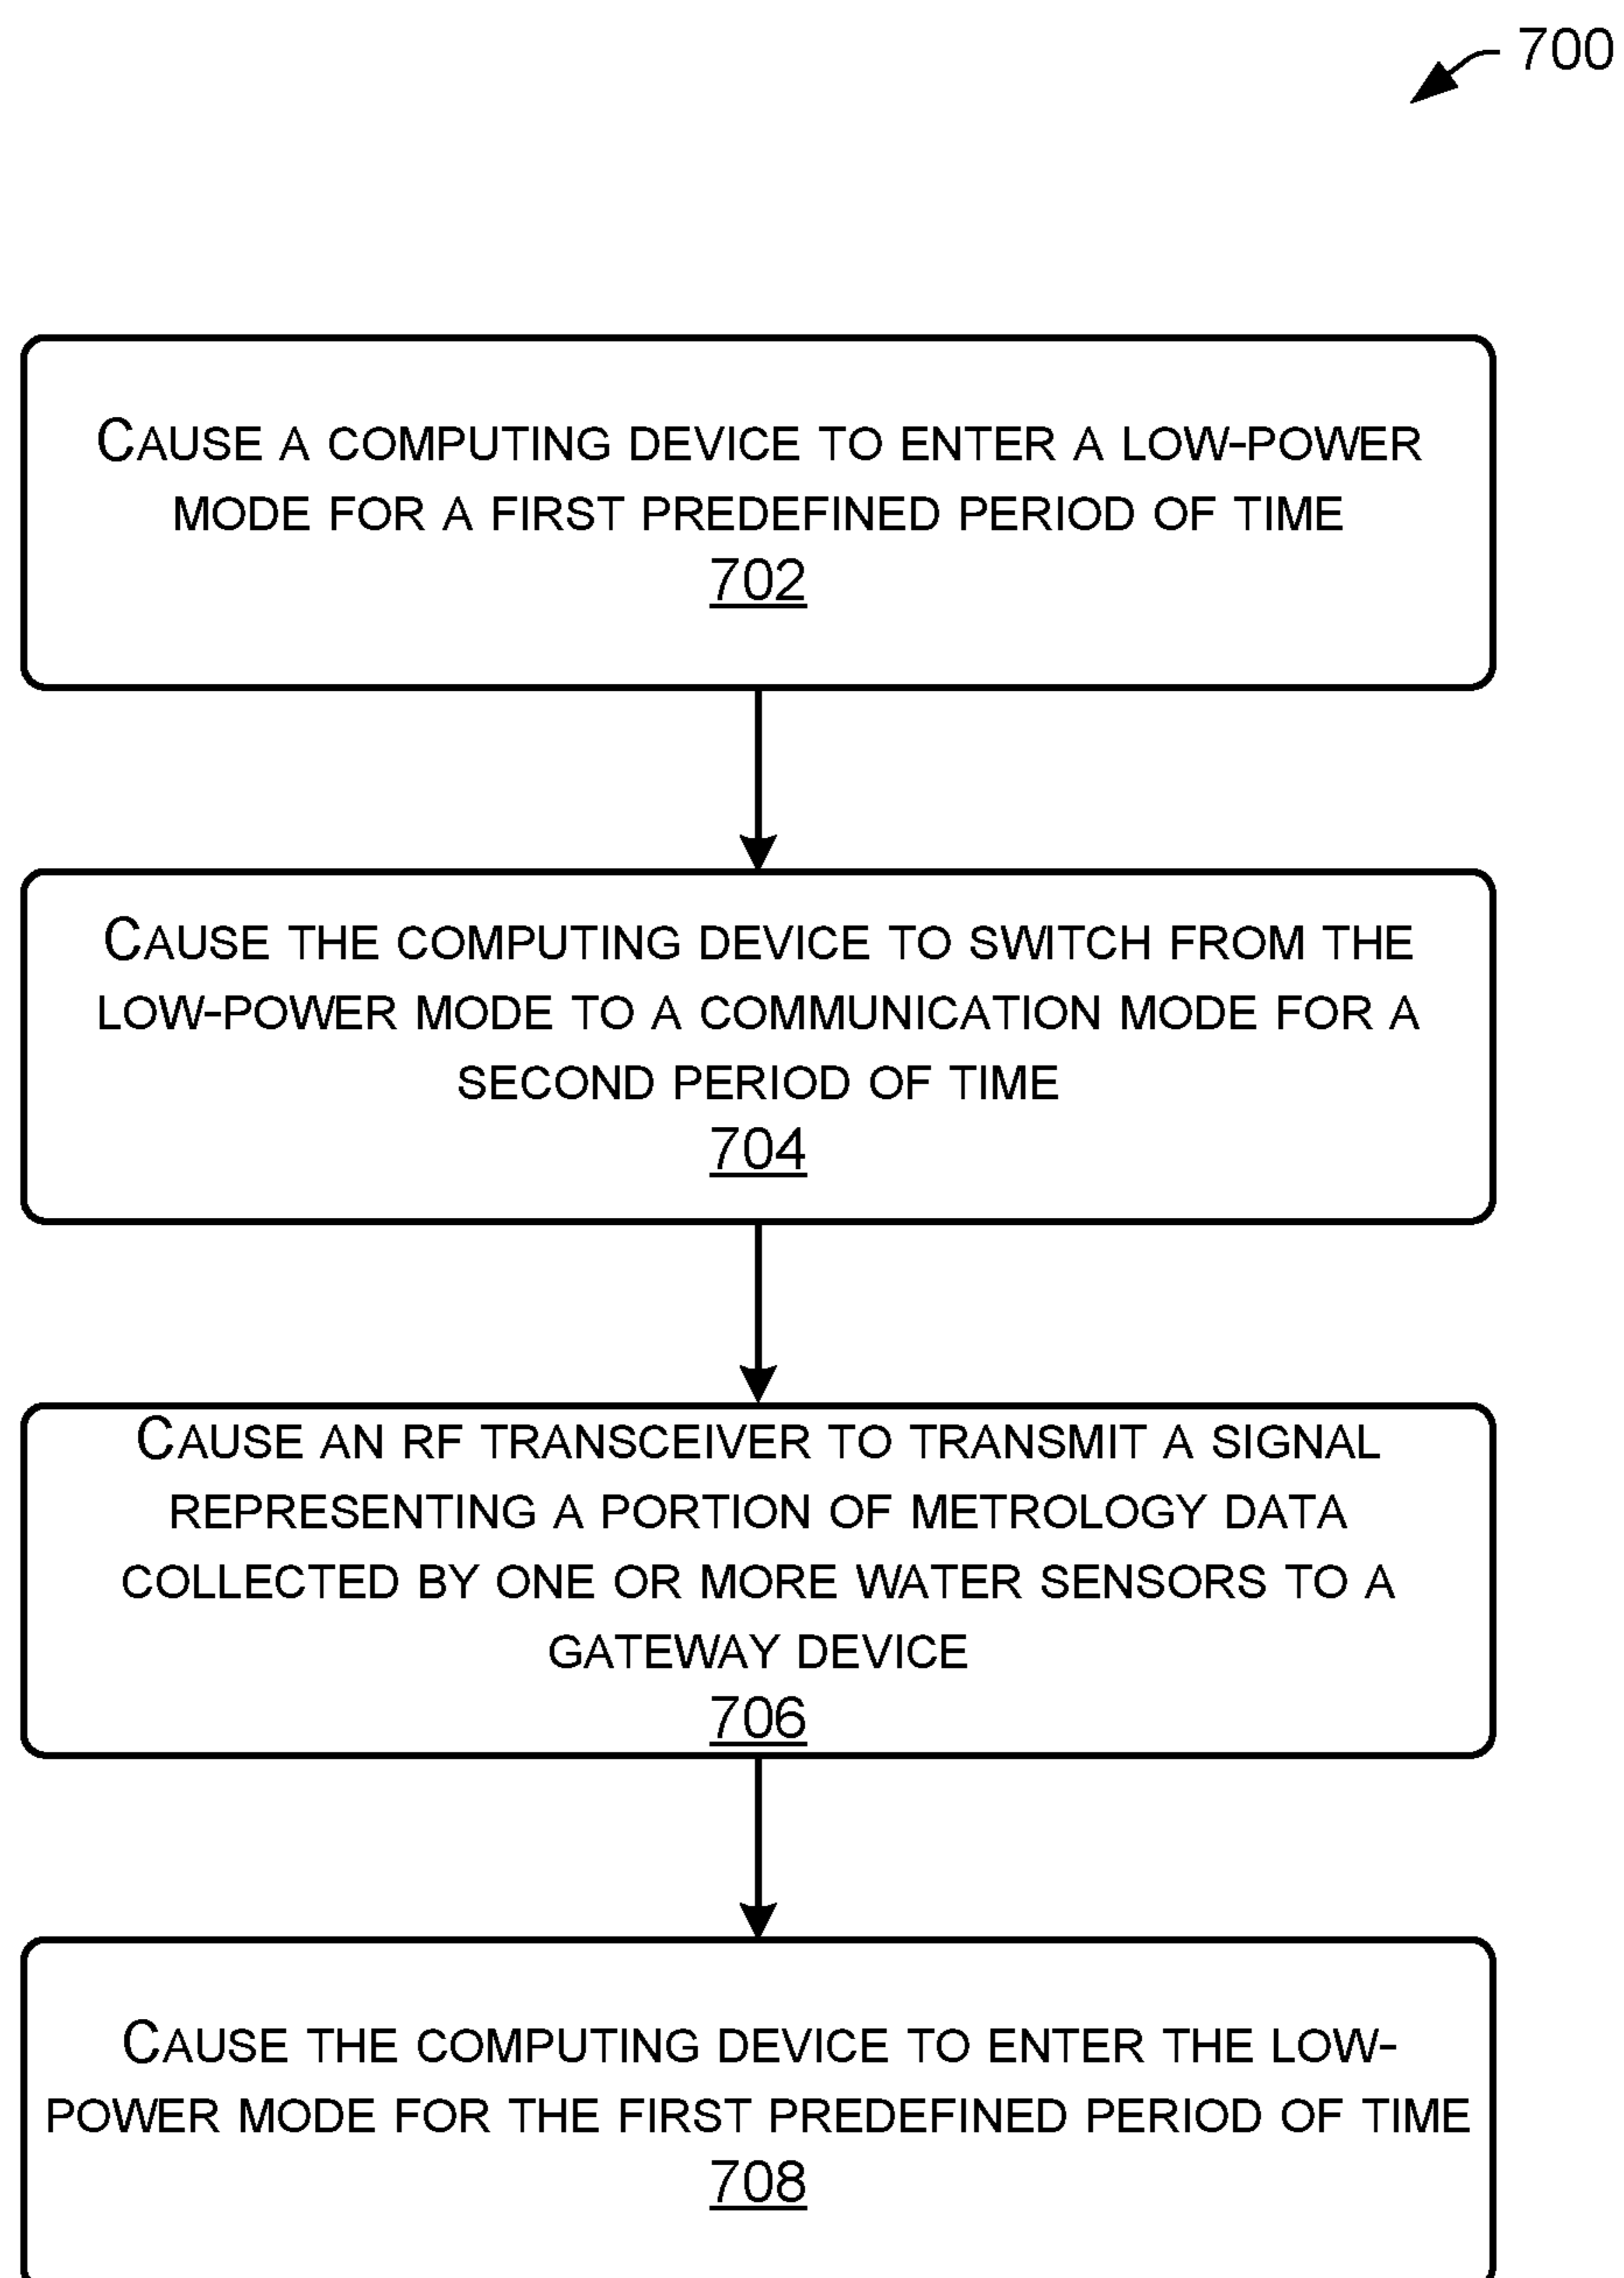 700
CAUSE A COMPUTING DEVICE TO ENTER A LOW-POWER
MODE FOR A FIRST PREDEFINED PERIOD OF TIME
702
CAUSE THE COMPUTING DEVICE TO SWITCH FROM THE
LOW-POWER MODE TO A COMMUNICATION MODE FOR A
SECOND PERIOD OF TIME
704
CAUSE AN RF TRANSCEIVER TO TRANSMIT A SIGNAL
REPRESENTING A PORTION OF METROLOGY DATA
COLLECTED BY ONE OR MORE WATER SENSORS TO A
GATEWAY DEVICE
706
CAUSE THE COMPUTING DEVICE TO ENTER THE LOW-
POWER MODE FOR THE FIRST PREDEFINED PERIOD OF TIME
708